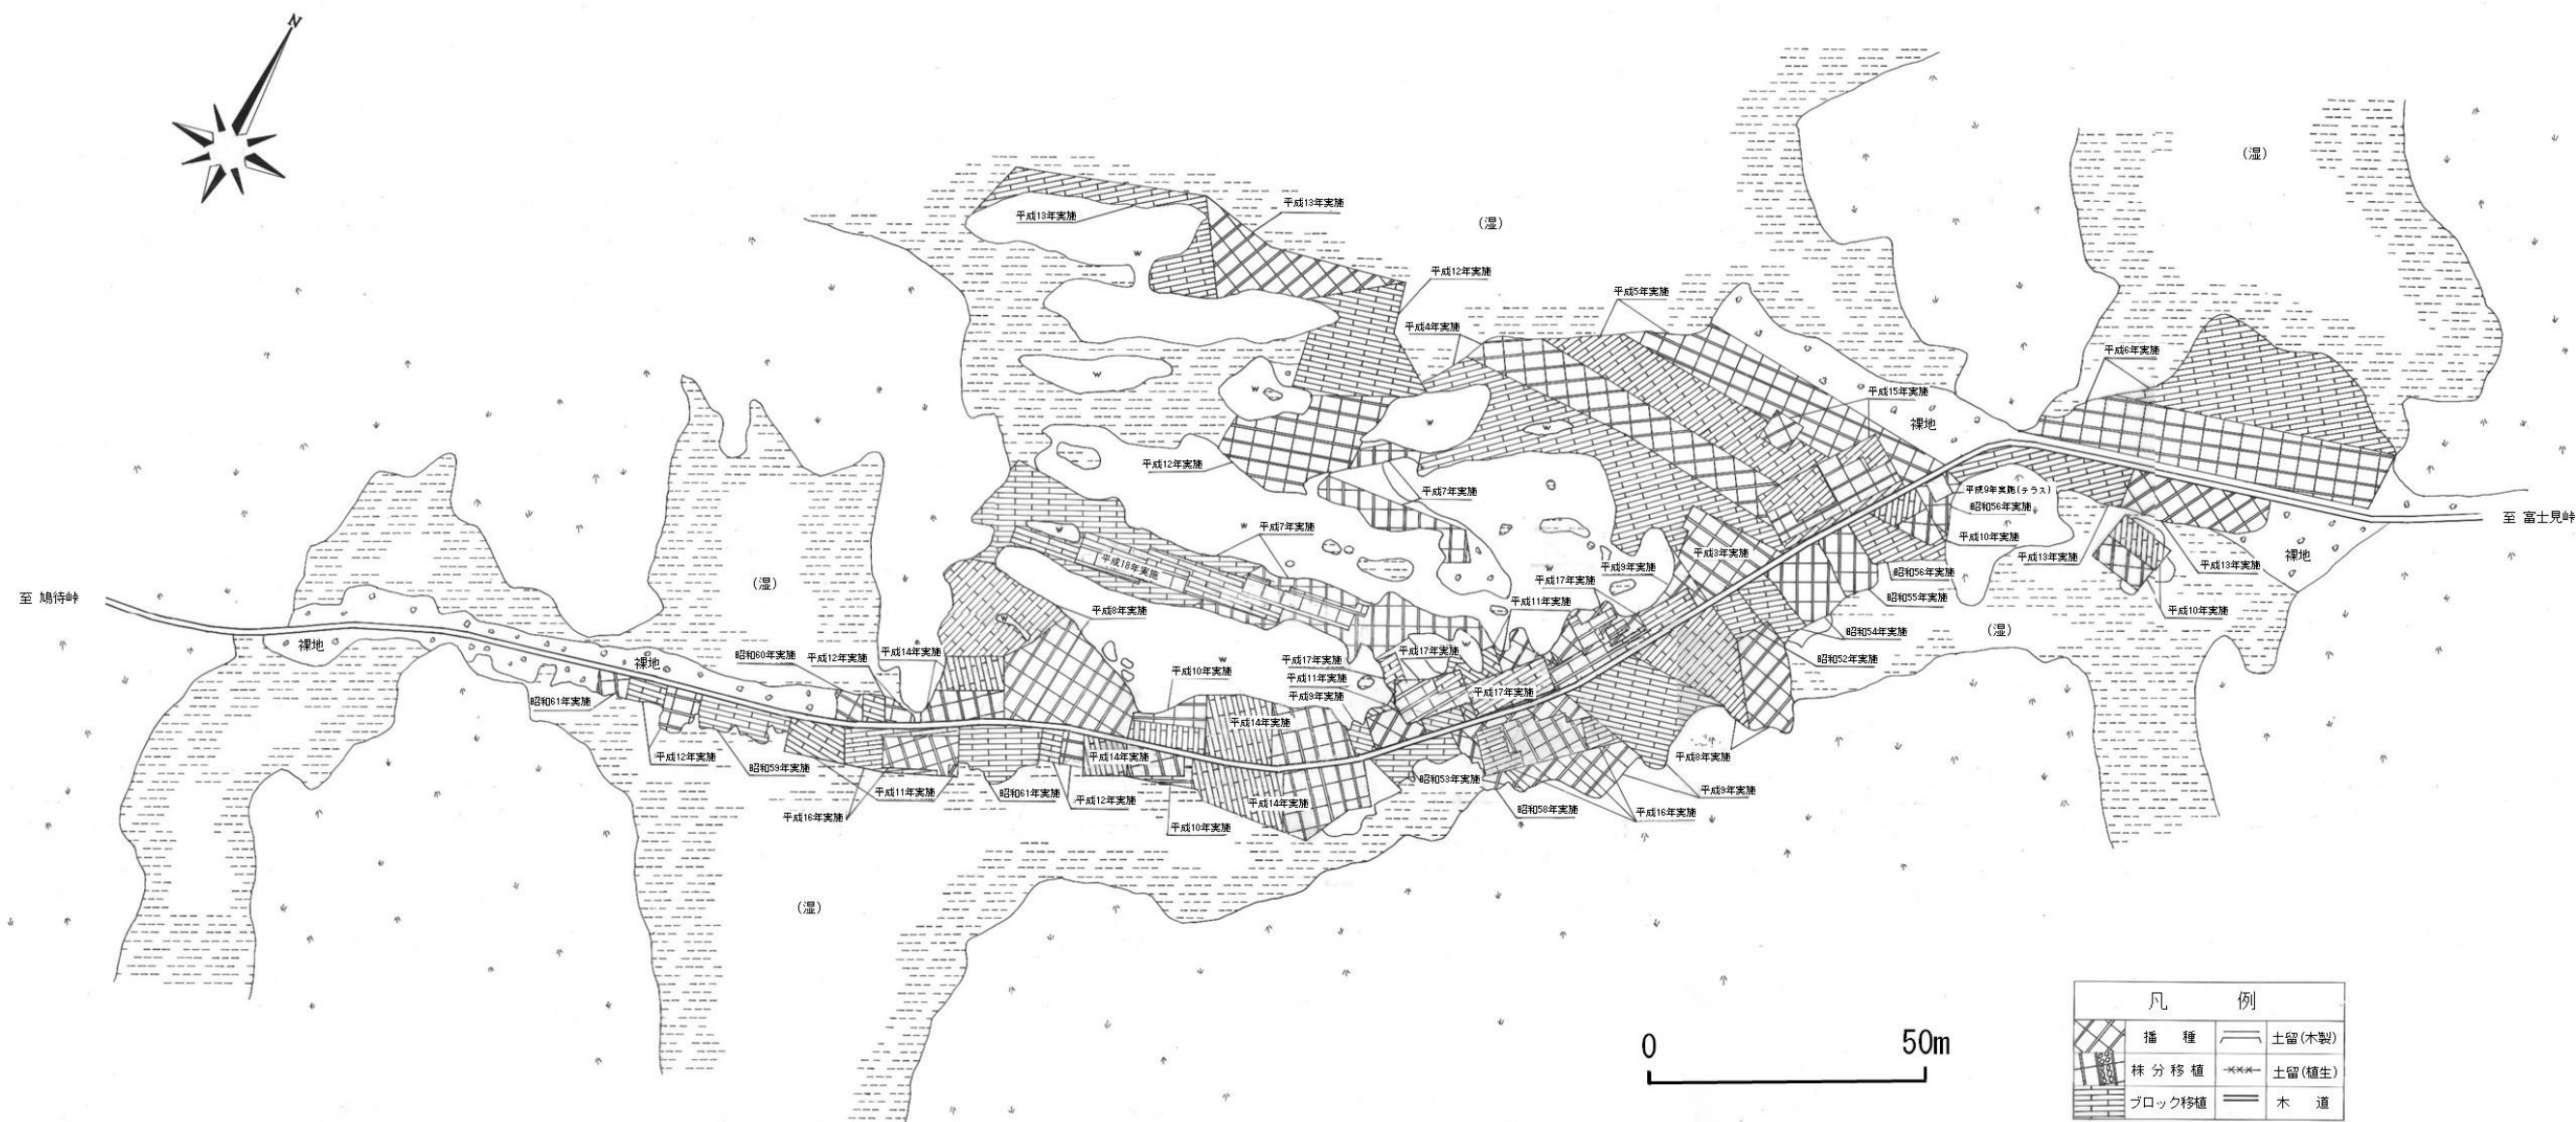 N
(湿)
平成13年実施
平成13年実施
(湿)
平成12年実施
平成5年実施
平成4年実施
平成6年実施
平成15年実施
裸地
平成12年実施
平成7年実施
平成9年実施(テラス)
昭和56年実施
至 富士見峠
平成7年実施
平成10年実施
平成3年実施
平成13年実施
裸地
平成18年実施
平成9年実施
平成13年実施
(湿)
平成17年実施
昭和56年実施
至 鳩待峠
昭和55年実施
平成11年実施
平成8年実施
平成10年実施
昭和54年実施
(湿)
裸地
平成14年実施
平成17年実施
昭和60年実施
平成12年実施
昭和52年実施
裸地
平成17年実施
平成10年実施
平成11年実施
平成17年実施
平成9年実施
昭和61年実施
平成14年実施
平成12年実施
平成14年実施
平成8年実施
昭和59年実施
昭和53年実施
平成11年実施
昭和61年実施
平成12年実施
平成14年実施
平成9年実施
昭和58年実施
平成16年実施
平成16年実施
平成10年実施
(湿)
0 50m
凡 例
播 種 土留(木製)
株分移植 土留(植生)
ブロック移植 木 道